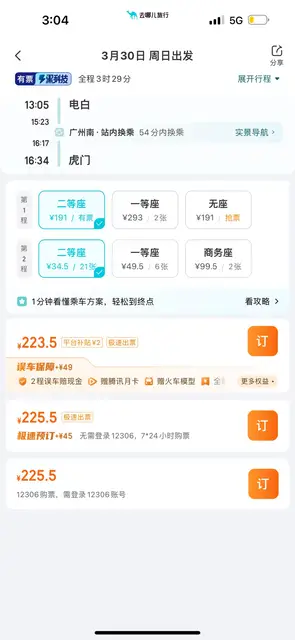 3:04
去哪儿旅行
5G
3月30日 周日出发
分享
有票
全程3时29分
展开行程
13:05 电白
15:23
广州南·站内换乘 54分内换乘 实景导航
16:17
16:34 虎门
第1程
二等座 一等座 无座
¥191 / 有票 ¥293 / 2张 ¥191 / 抢票
第2程
二等座 一等座 商务座
¥34.5 / 21张 ¥49.5 / 6张 ¥99.5 / 2张
1分钟看懂乘车方案，轻松到终点 看攻略
¥223.5 平台补贴¥2 极速出票 订
误车保障+¥49
2程误车赔现金 赠腾讯月卡 赠火车模型 更多权益
¥225.5 极速出票 订
极速预订+¥45 无需登录12306，7*24小时购票
¥225.5 订
12306购票，需登录12306账号